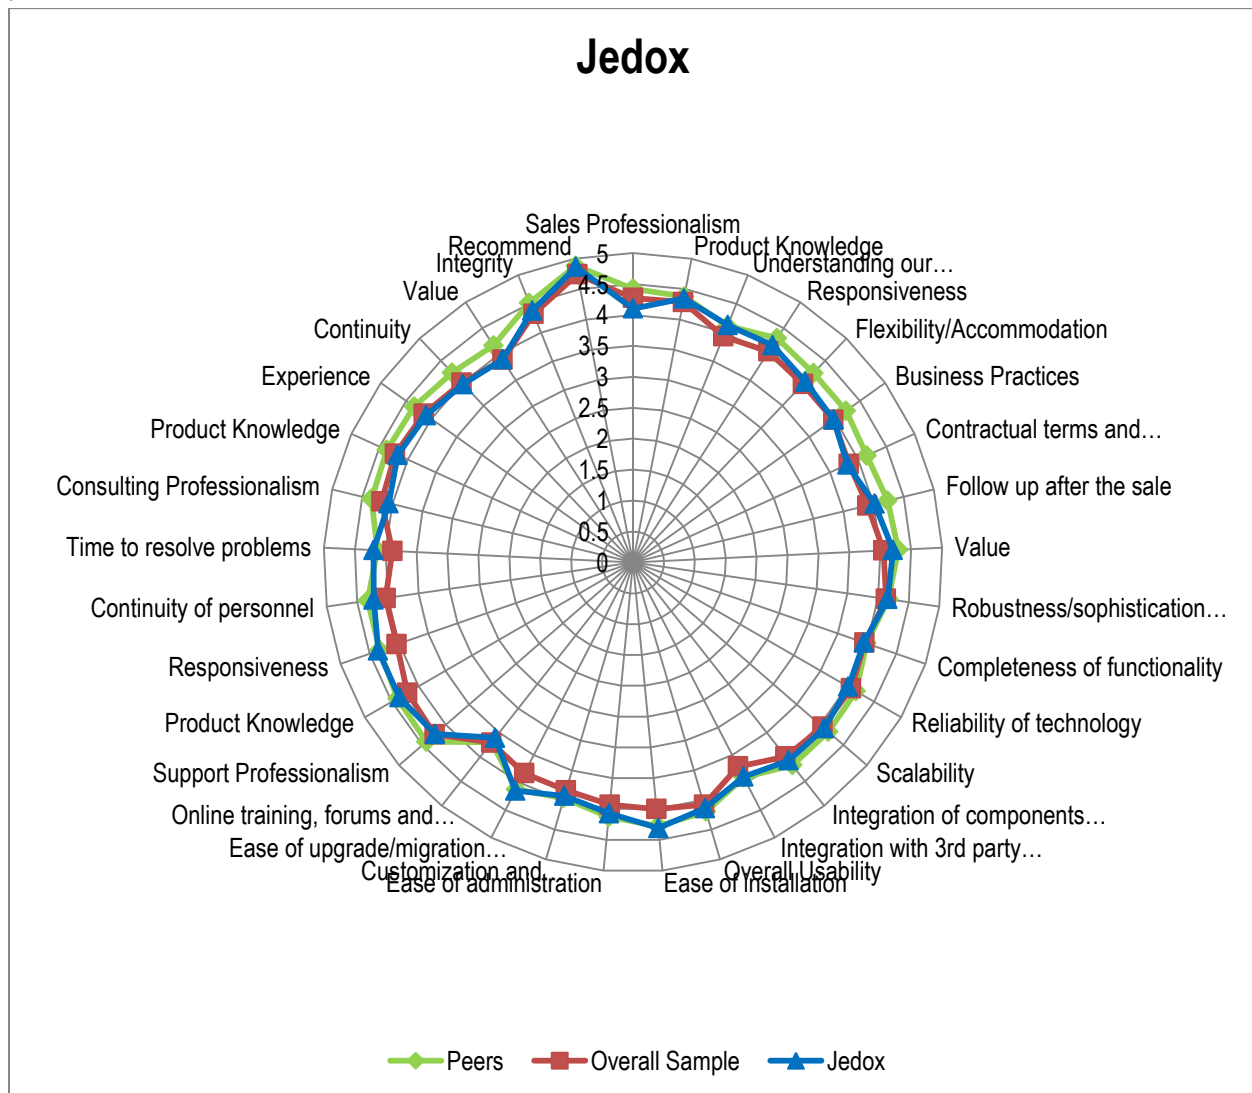 Jedox
Sales Professionalism
Product Knowledge
Understanding our…
Responsiveness
Flexibility/Accommodation
Business Practices
Contractual terms and…
Follow up after the sale
Value
Robustness/sophistication…
Completeness of functionality
Reliability of technology
Scalability
Integration of components…
Integration with 3rd party…
Overall Usability
Ease of Installation
Ease of administration
Customization and…
Ease of upgrade/migration…
Online training, forums and…
Support Professionalism
Product Knowledge
Responsiveness
Continuity of personnel
Time to resolve problems
Consulting Professionalism
Product Knowledge
Experience
Continuity
Value
Integrity
Recommend
5
4.5
4
3.5
3
2.5
2
1.5
1
0.5
0
Peers
Overall Sample
Jedox